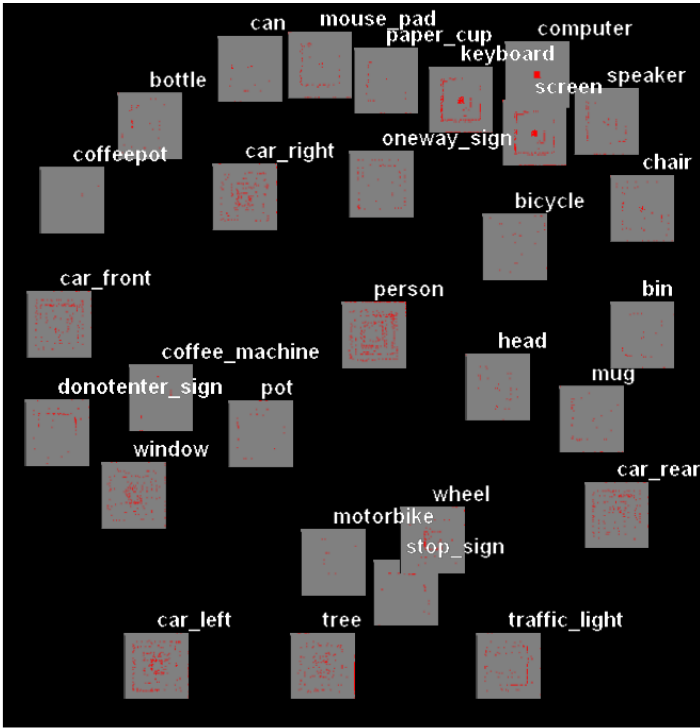 can
mouse_pad
paper_cup
computer
keyboard
bottle
screen
speaker
coffeepot
car_right
oneway_sign
chair
bicycle
car_front
person
bin
coffee_machine
head
donotenter_sign
pot
mug
window
car_rear
wheel
motorbike
stop_sign
car_left
tree
traffic_light